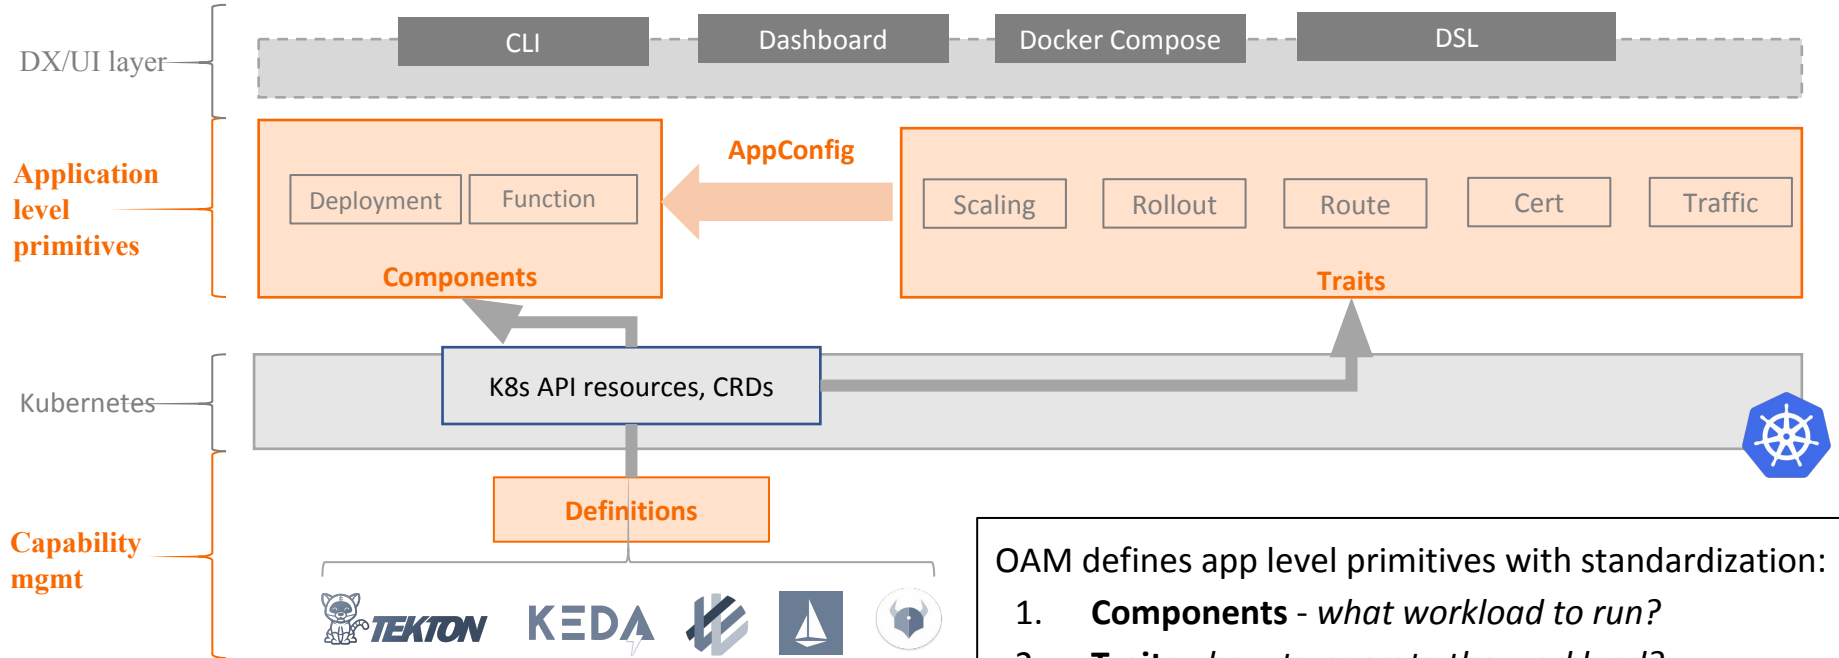 CLI
Dashboard
Docker Compose
DSL
DX/UI layer
Application
level
primitives
AppConfig
Deployment
Function
Components
Scaling
Rollout
Route
Cert
Traffic
Traits
Kubernetes
K8s API resources, CRDs
Definitions
Capability
mgmt
TEKTON
KEDA
OAM defines app level primitives with standardization:
1. Components - what workload to run?